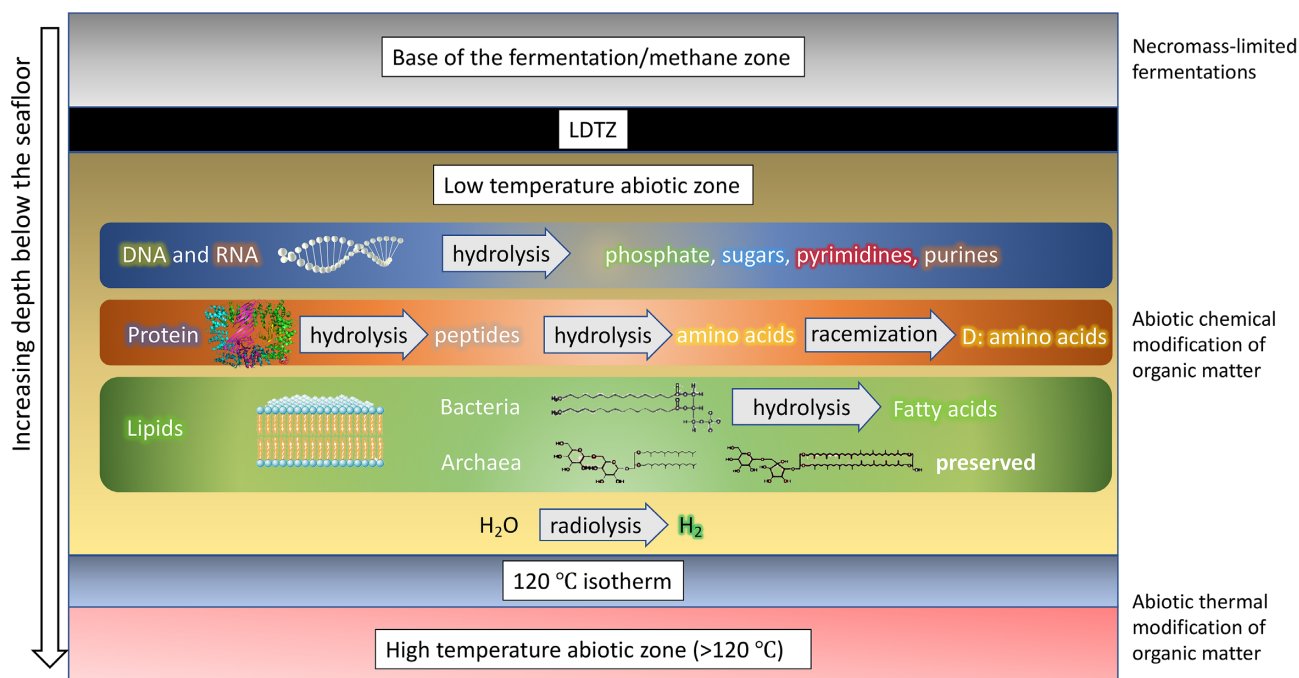 Increasing depth below the seafloor
Base of the fermentation/methane zone
Necromass-limited
fermentations
LDTZ
Low temperature abiotic zone
DNA and RNA hydrolysis phosphate, sugars, pyrimidines, purines
Protein hydrolysis peptides hydrolysis amino acids racemization D: amino acids
Abiotic chemical
modification of
organic matter
Lipids
Bacteria hydrolysis Fatty acids
Archaea preserved
H₂O radiolysis H₂
120 ℃ isotherm
High temperature abiotic zone (>120 ℃)
Abiotic thermal
modification of
organic matter